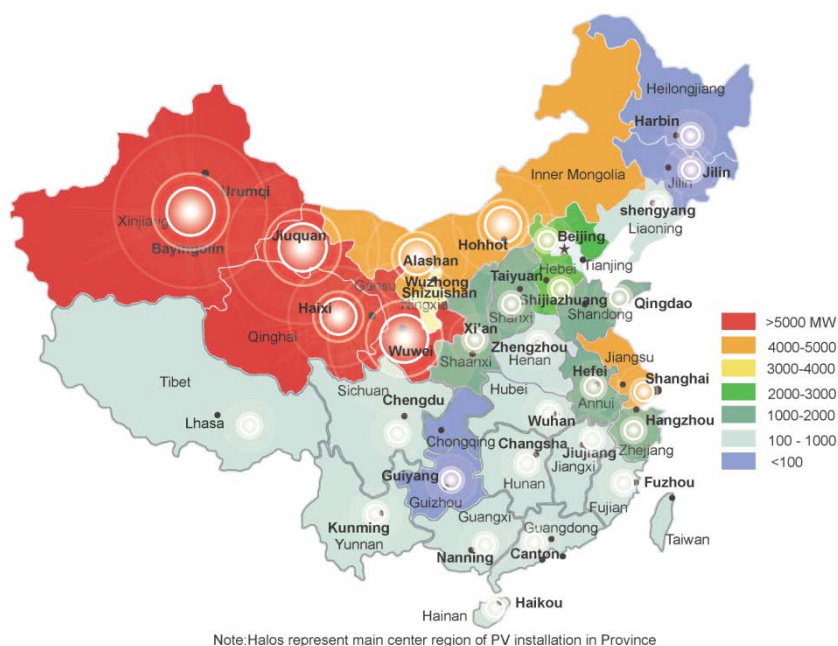 Heilongjiang
Harbin
Jilin
Jilin
Inner Mongolia
shengyang
Liaoning
Urumqi
Xinjiang
Bayingolin
Jiuquan
Hohhot
Beijing
Alashan
Tianjing
Wuzhong
Taiyuan
Hebei
Gansu
Shizuishan
Ningxia
Haixi
Shijiazhuang
Qingdao
Shanxi
Shandong
Qinghai
Xi'an
Wuwei
Zhengzhou
Shaanxi
Henan
Jiangsu
Tibet
Sichuan
Hubei
Hefei
Shanghai
Annui
Chengdu
Lhasa
Wuhan
Hangzhou
Chongqing
Changsha
Zhejiang
Jiujiang
Jiangxi
Guiyang
Hunan
Fuzhou
Guizhou
Fujian
Guangxi
Kunming
Guangdong
Yunnan
Taiwan
Nanning
Canton
Haikou
Hainan
>5000 MW
4000-5000
3000-4000
2000-3000
1000-2000
100 - 1000
<100
Note:Halos represent main center region of PV installation in Province